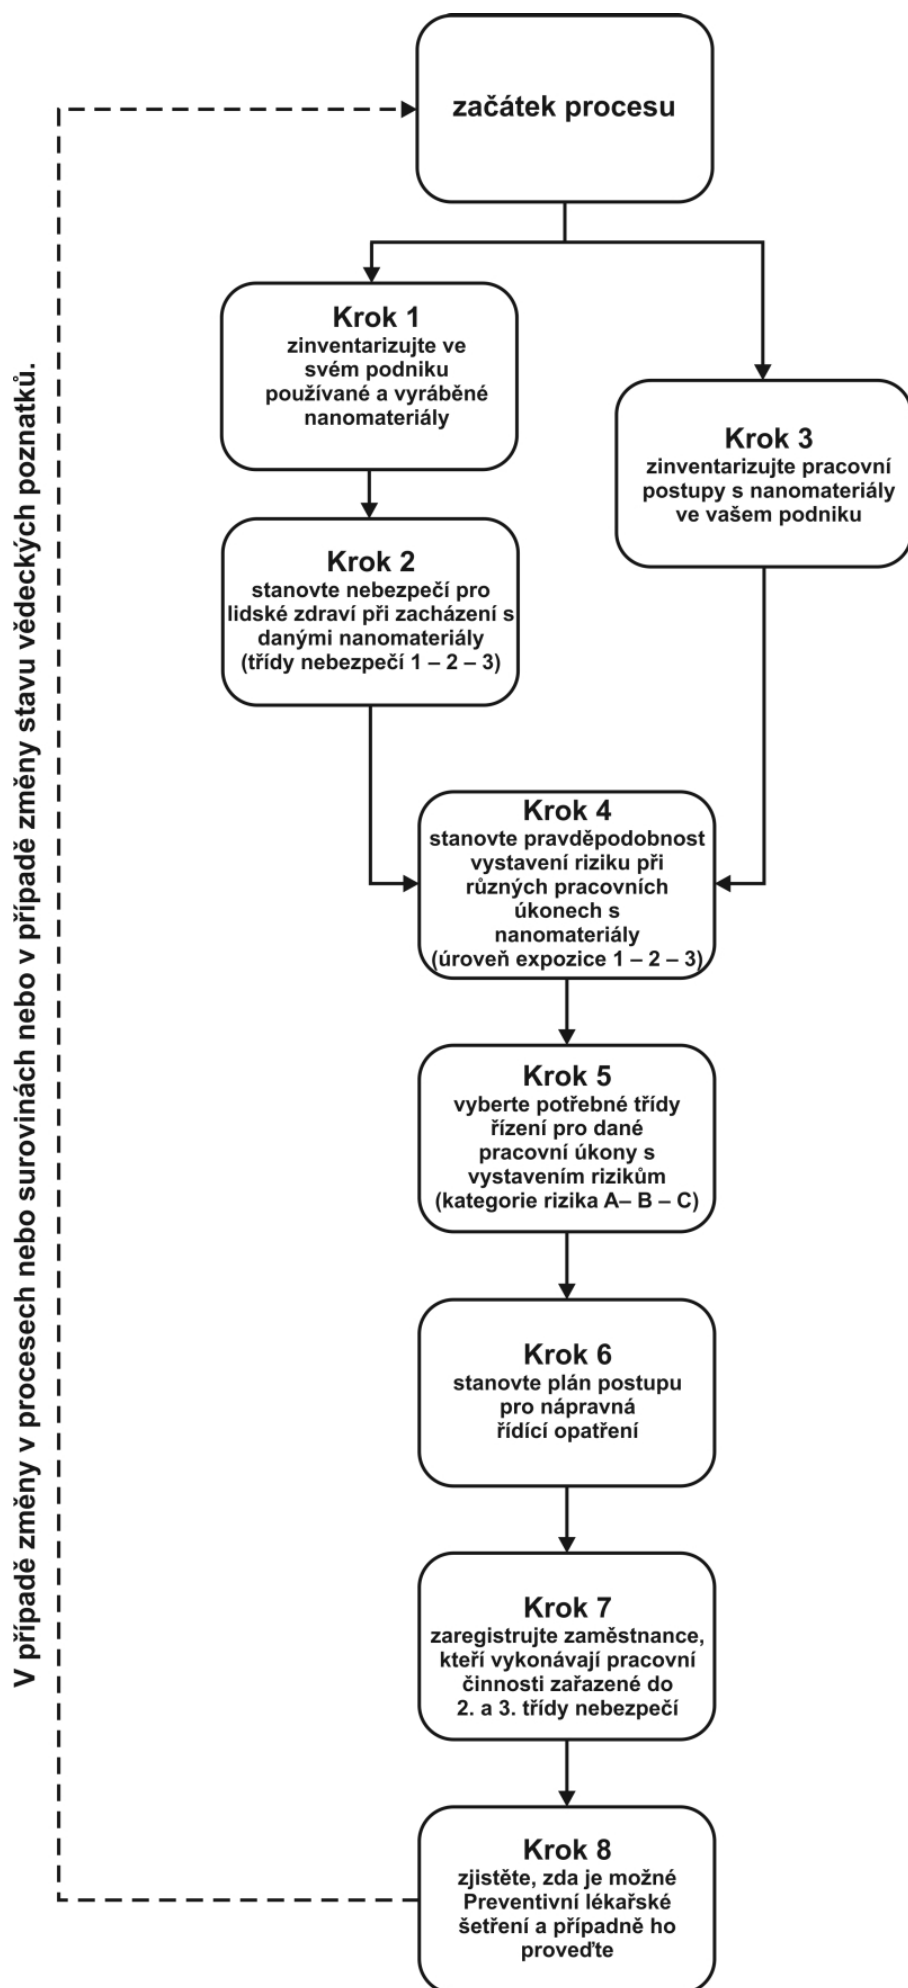 začátek procesu
Krok 1
zinventarizujte ve
svém podniku
používané a vyráběné
nanomateriály
Krok 2
stanovte nebezpečí pro
lidské zdraví při zacházení s
danými nanomateriály
(třídy nebezpečí 1 – 2 – 3)
Krok 3
zinventarizujte pracovní
postupy s nanomateriály
ve vašem podniku
Krok 4
stanovte pravděpodobnost
vystavení riziku při
různých pracovních
úkonech s
nanomateriály
(úroveň expozice 1 – 2 – 3)
Krok 5
vyberte potřebné třídy
řízení pro dané
pracovní úkony s
vystavením rizikům
(kategorie rizika A– B – C)
Krok 6
stanovte plán postupu
pro nápravná
řídící opatření
Krok 7
zaregistrujte zaměstnance,
kteří vykonávají pracovní
činnosti zařazené do
2. a 3. třídy nebezpečí
Krok 8
zjistěte, zda je možné
Preventivní lékařské
šetření a případně ho
proveďte
V případě změny v procesech nebo surovinách nebo v případě změny stavu vědeckých poznatků.